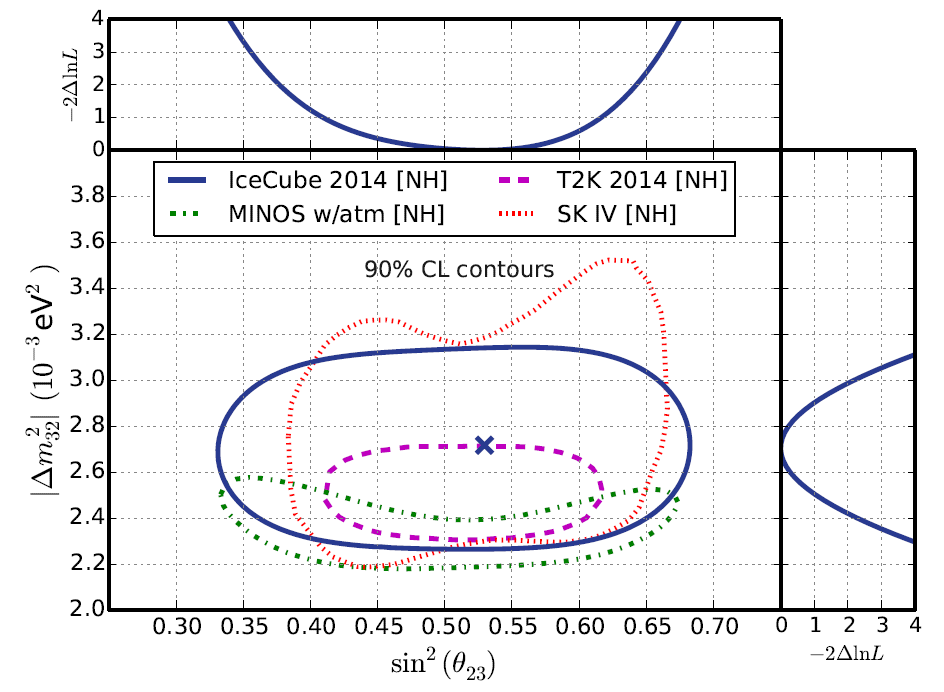 4
3
2
1
0
−2ΔlnL
IceCube 2014 [NH]
T2K 2014 [NH]
MINOS w/atm [NH]
SK IV [NH]
90% CL contours
3.8
3.6
3.4
3.2
3.0
2.8
2.6
2.4
2.2
2.0
|Δm²₃₂| (10⁻³ eV²)
0.30 0.35 0.40 0.45 0.50 0.55 0.60 0.65 0.70
sin² (θ₂₃)
0 1 2 3 4
−2ΔlnL